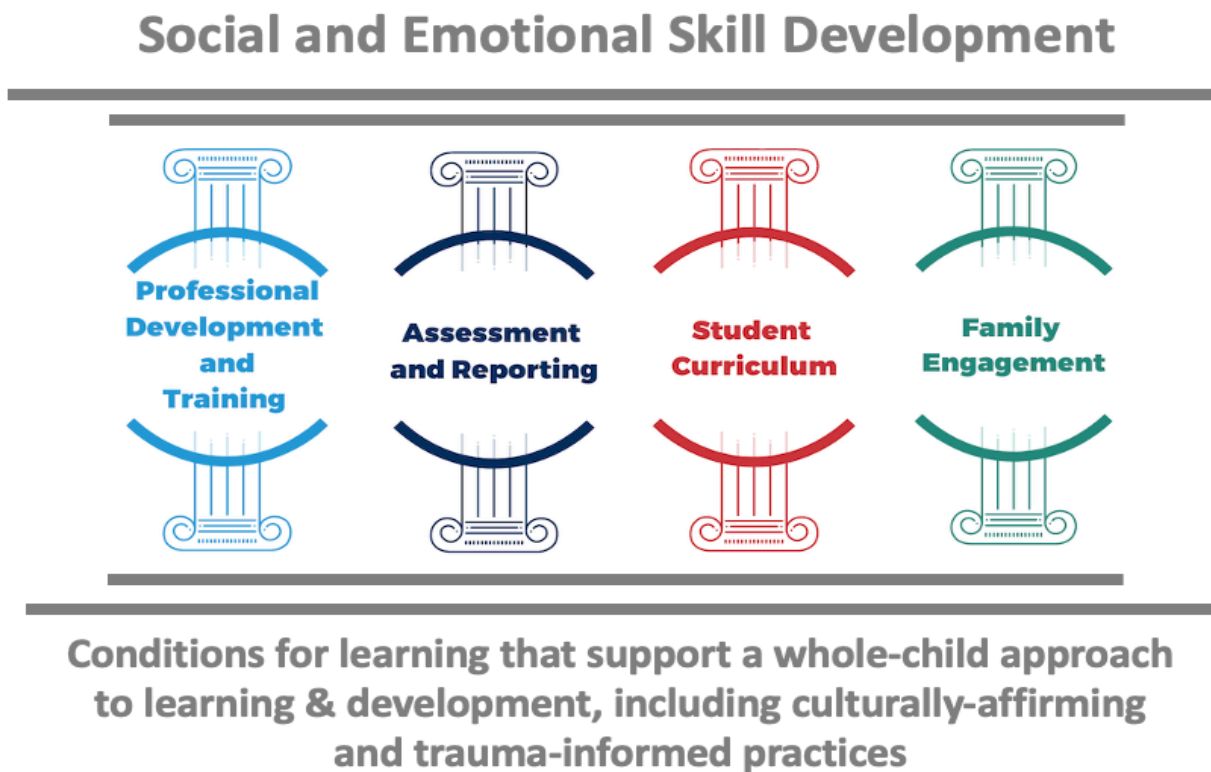 Social and Emotional Skill Development
Professional
Development
and
Training
Assessment
and Reporting
Student
Curriculum
Family
Engagement
Conditions for learning that support a whole-child approach
to learning & development, including culturally-affirming
and trauma-informed practices